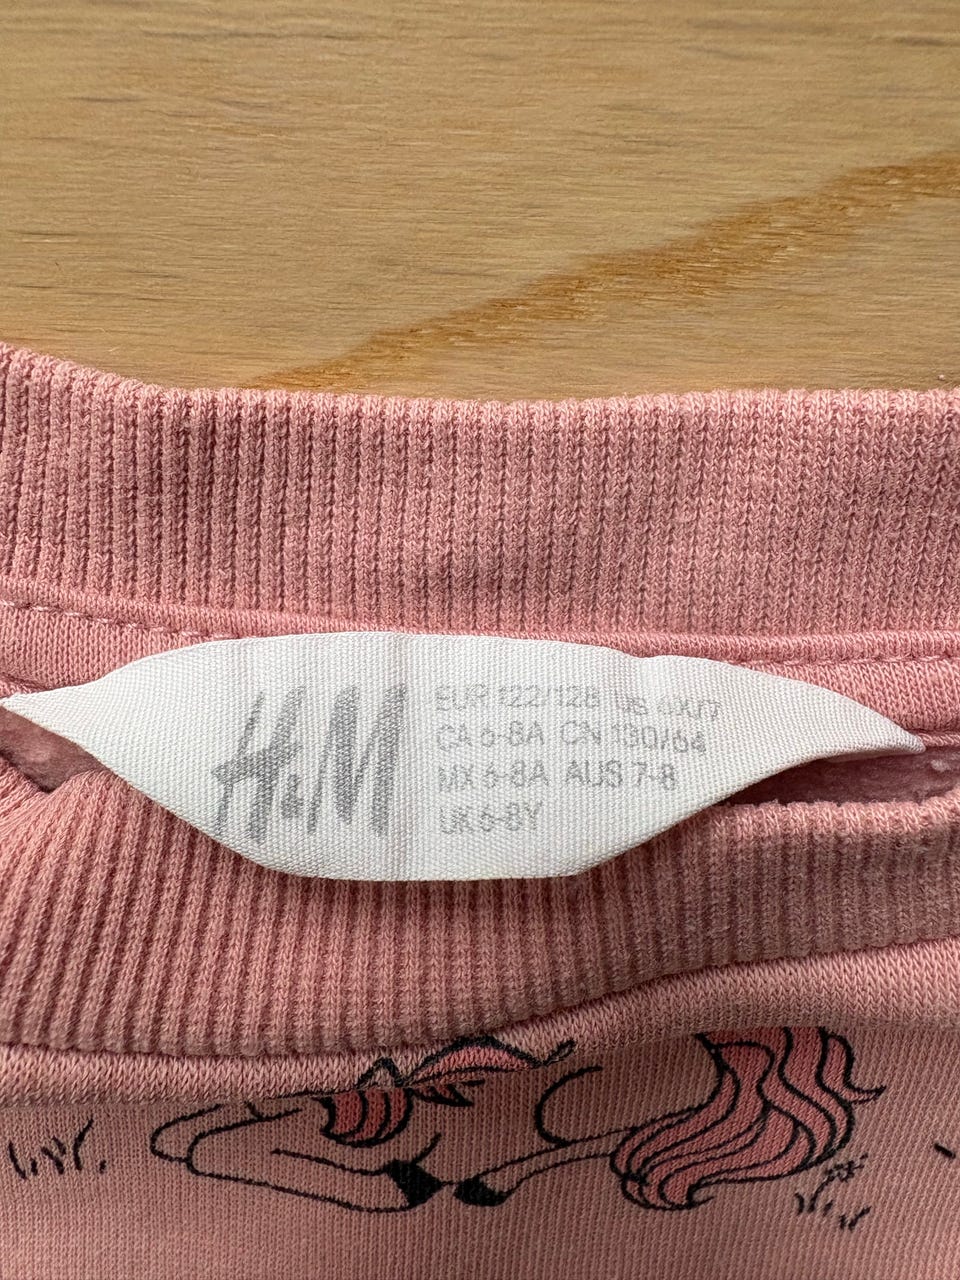 H&M
EUR 122/128 US 6X/7
CA 6-8A CN 130/64
MX 6-8A AUS 7-8
UK 6-8Y